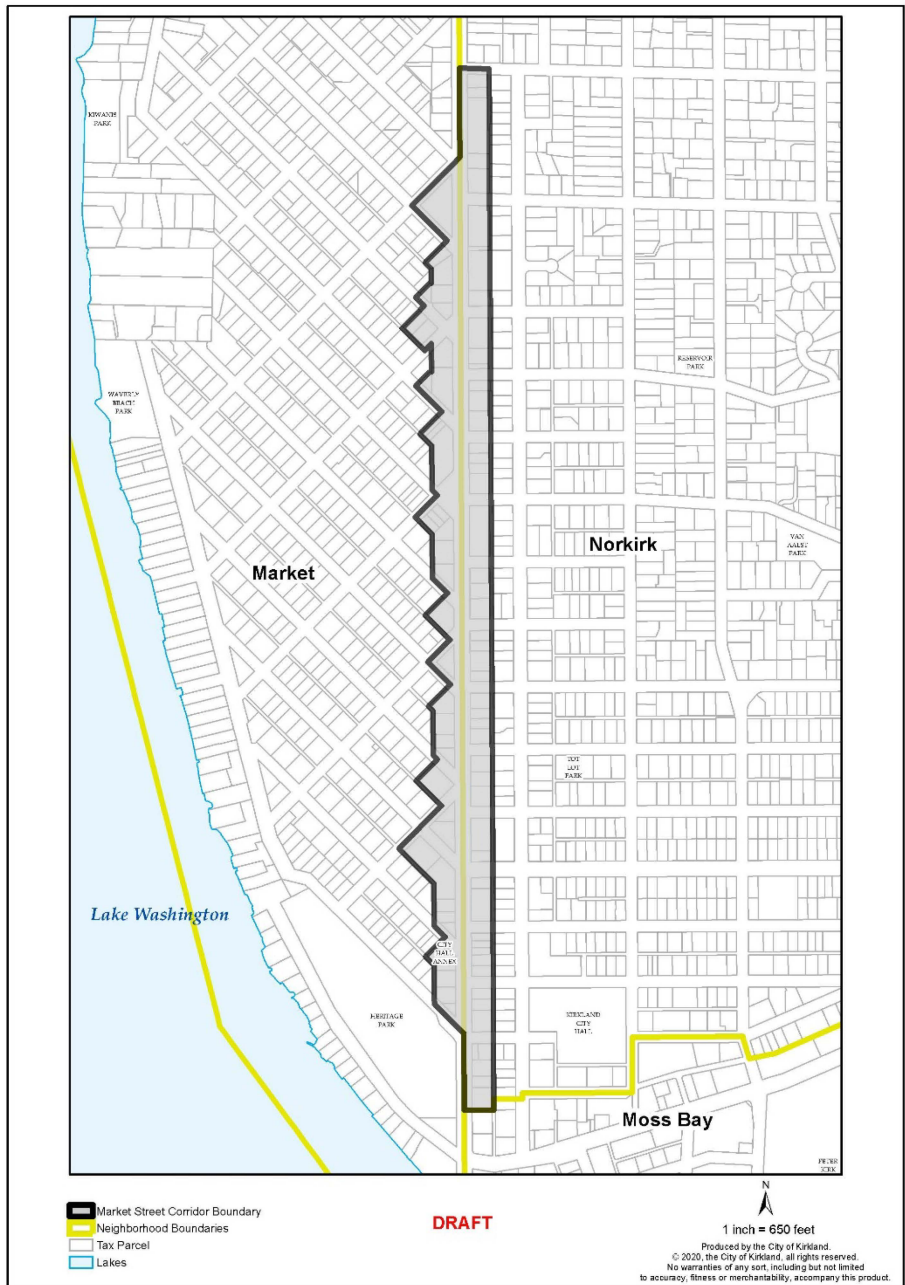 KIWANIS
PARK
RESERVOIR
PARK
WAVERLY
BEACH
PARK
VAN
AALST
PARK
Norkirk
Market
TOT
LOT
PARK
Lake Washington
CITY
HALL
ANNEX
HERITAGE
PARK
KIRKLAND
CITY
HALL
Moss Bay
PETER
KIRK
Market Street Corridor Boundary
Neighborhood Boundaries
Tax Parcel
Lakes
DRAFT
N
1 inch = 650 feet
Produced by the City of Kirkland.
© 2020, the City of Kirkland, all rights reserved.
No warranties of any sort, including but not limited
to accuracy, fitness or merchantability, accompany this product.